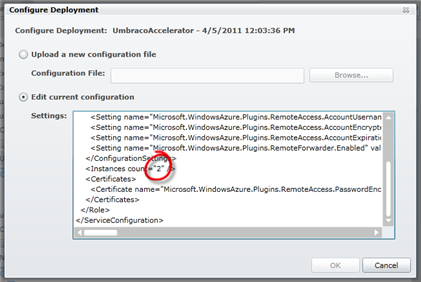 Configure Deployment
Configure Deployment: UmbracoAccelerator - 4/5/2011 12:03:36 PM
Upload a new configuration file
Configuration File:
Browse...
Edit current configuration
Settings:
<Setting name="Microsoft.WindowsAzure.Plugins.RemoteAccess.AccountUsernam
<Setting name="Microsoft.WindowsAzure.Plugins.RemoteAccess.AccountEncrypte
<Setting name="Microsoft.WindowsAzure.Plugins.RemoteAccess.AccountExpiratio
<Setting name="Microsoft.WindowsAzure.Plugins.RemoteForwarder.Enabled" valu
</ConfigurationSettings>
<Instances count="2" />
<Certificates>
<Certificate name="Microsoft.WindowsAzure.Plugins.RemoteAccess.PasswordEnc
</Certificates>
</Role>
</ServiceConfiguration>
OK
Cancel